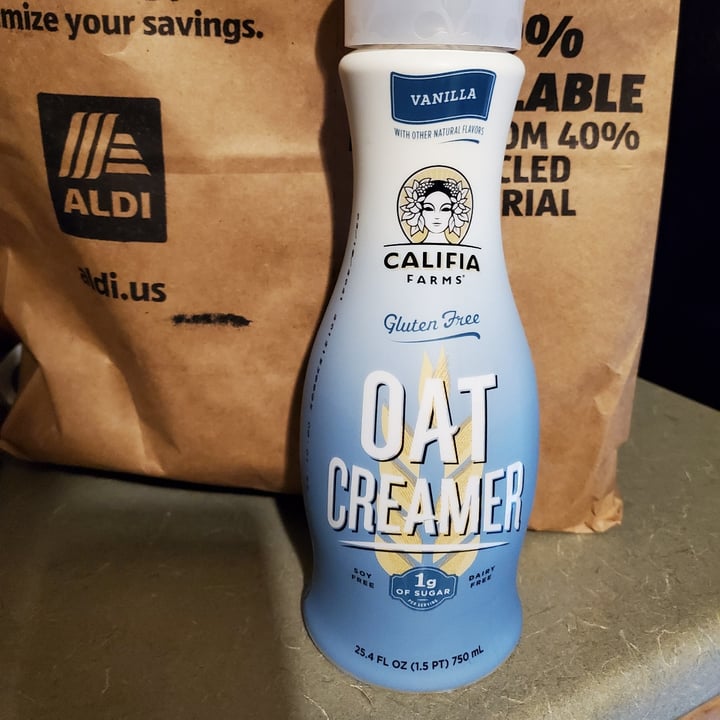 mize your savings.
ALDI
aldi.us
%
LABLE
OM 40%
CLED
RIAL
VANILLA
WITH OTHER NATURAL FLAVORS
CALIFIA
FARMS
Gluten Free
OAT
CREAMER
SOY
FREE
1g
OF SUGAR
PER SERVING
DAIRY
FREE
25.4 FL OZ (1.5 PT) 750 mL